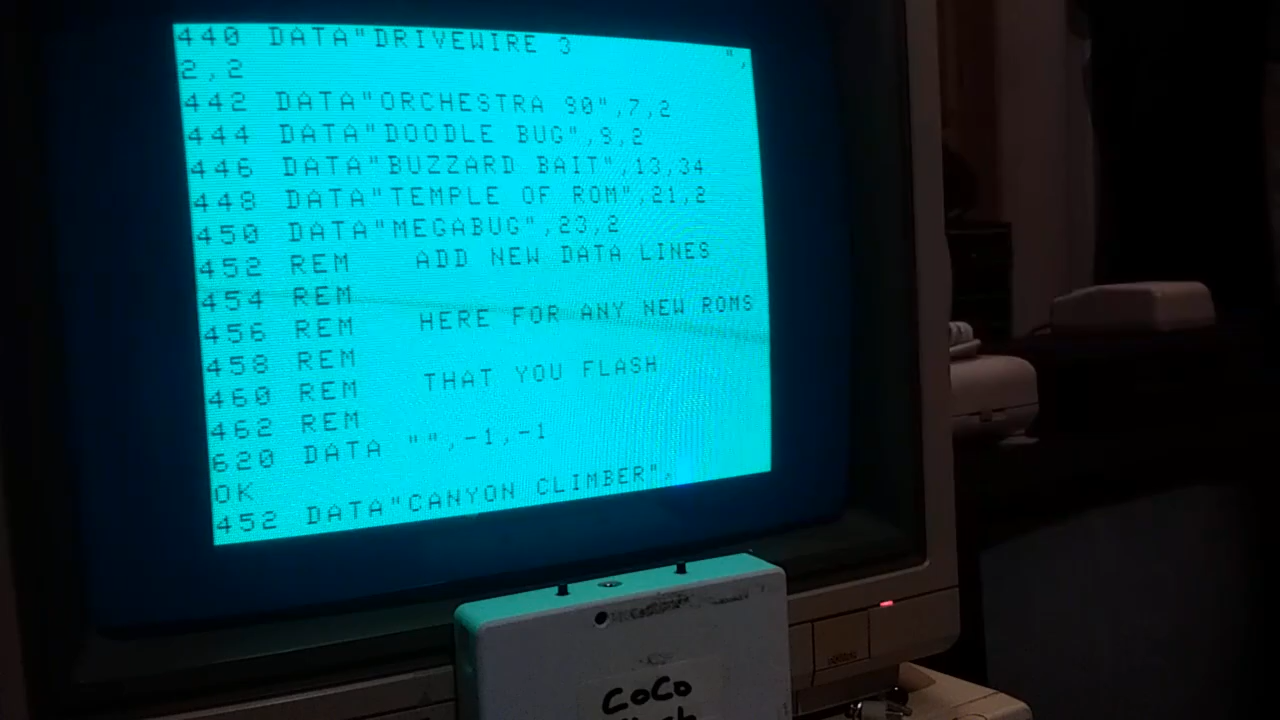 440 DATA"DRIVEWIRE 3 ",
2,2
442 DATA"ORCHESTRA 90",7,2
444 DATA"DOODLE BUG",9,2
446 DATA"BUZZARD BAIT",13,34
448 DATA"TEMPLE OF ROM",21,2
450 DATA"MEGABUG",23,2
452 REM ADD NEW DATA LINES
454 REM
456 REM HERE FOR ANY NEW ROMS
458 REM
460 REM THAT YOU FLASH
462 REM
620 DATA "",-1,-1
OK
452 DATA"CANYON CLIMBER",
CoCo